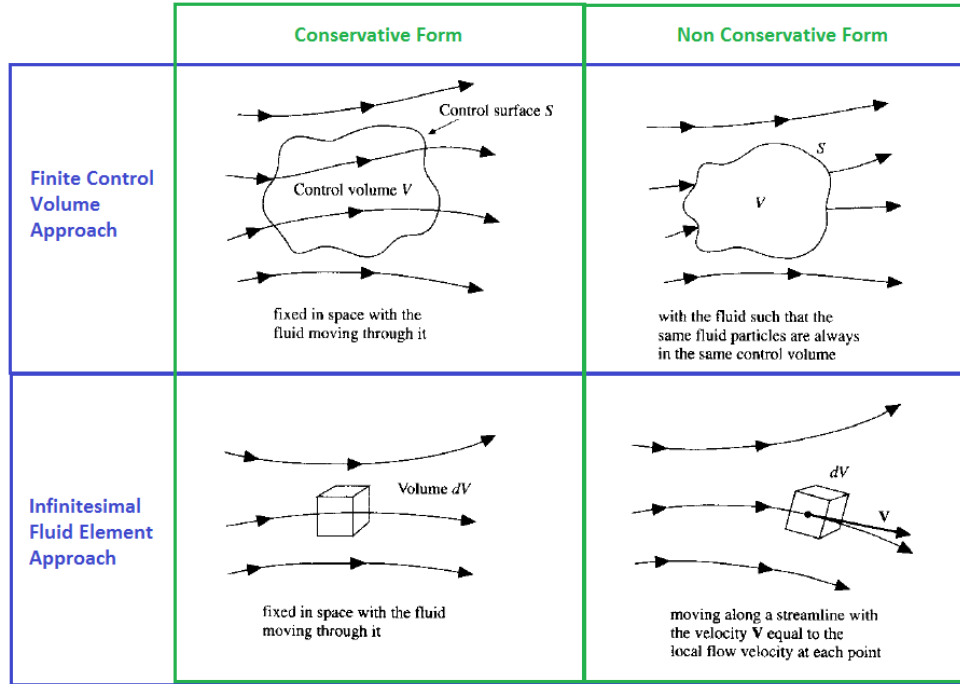 Conservative Form
Non Conservative Form
Finite Control
Volume
Approach
Control surface S
Control volume V
fixed in space with the
fluid moving through it
S
V
with the fluid such that the
same fluid particles are always
in the same control volume
Infinitesimal
Fluid Element
Approach
Volume dV
fixed in space with the fluid
moving through it
dV
V
moving along a streamline with
the velocity V equal to the
local flow velocity at each point